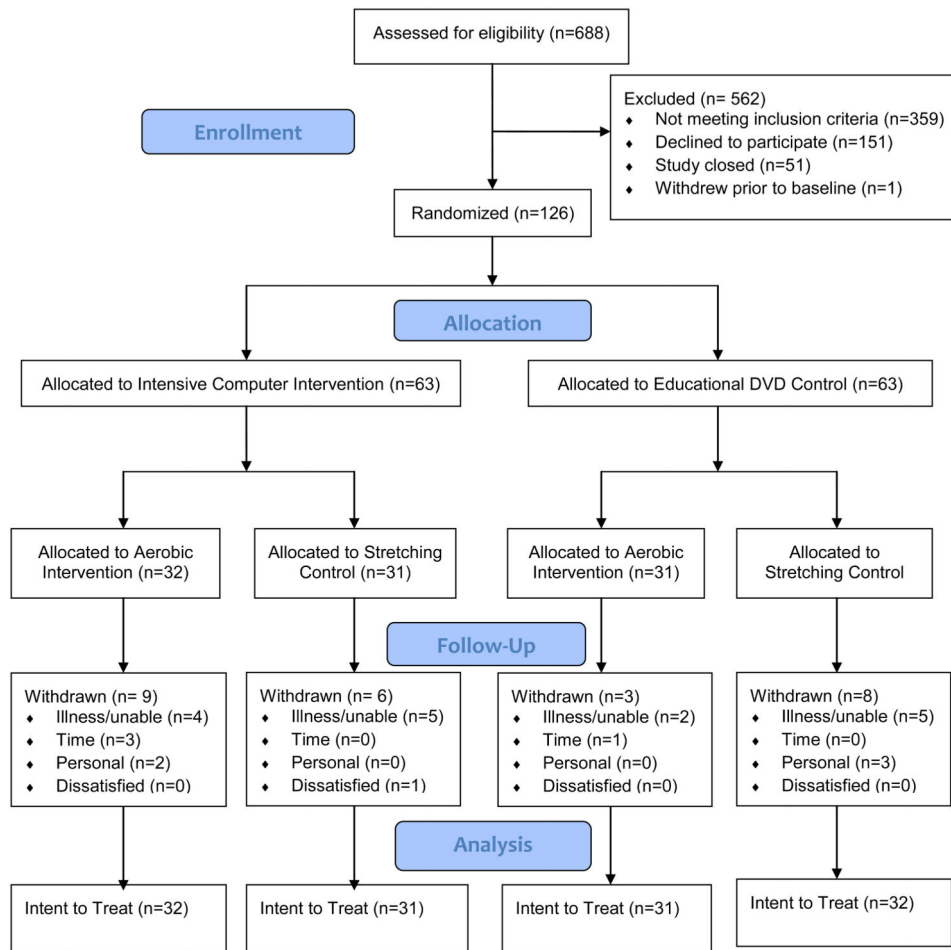 Assessed for eligibility (n=688)
Excluded (n= 562)
♦ Not meeting inclusion criteria (n=359)
♦ Declined to participate (n=151)
♦ Study closed (n=51)
♦ Withdrew prior to baseline (n=1)
Enrollment
Randomized (n=126)
Allocation
Allocated to Intensive Computer Intervention (n=63)
Allocated to Educational DVD Control (n=63)
Allocated to Aerobic
Intervention (n=32)
Allocated to Stretching
Control (n=31)
Allocated to Aerobic
Intervention (n=31)
Allocated to
Stretching Control
Follow-Up
Withdrawn (n= 9)
♦ Illness/unable (n=4)
♦ Time (n=3)
♦ Personal (n=2)
♦ Dissatisfied (n=0)
Withdrawn (n= 6)
♦ Illness/unable (n=5)
♦ Time (n=0)
♦ Personal (n=0)
♦ Dissatisfied (n=1)
Withdrawn (n=3)
♦ Illness/unable (n=2)
♦ Time (n=1)
♦ Personal (n=0)
♦ Dissatisfied (n=0)
Withdrawn (n=8)
♦ Illness/unable (n=5)
♦ Time (n=0)
♦ Personal (n=3)
♦ Dissatisfied (n=0)
Analysis
Intent to Treat (n=32)
Intent to Treat (n=31)
Intent to Treat (n=31)
Intent to Treat (n=32)